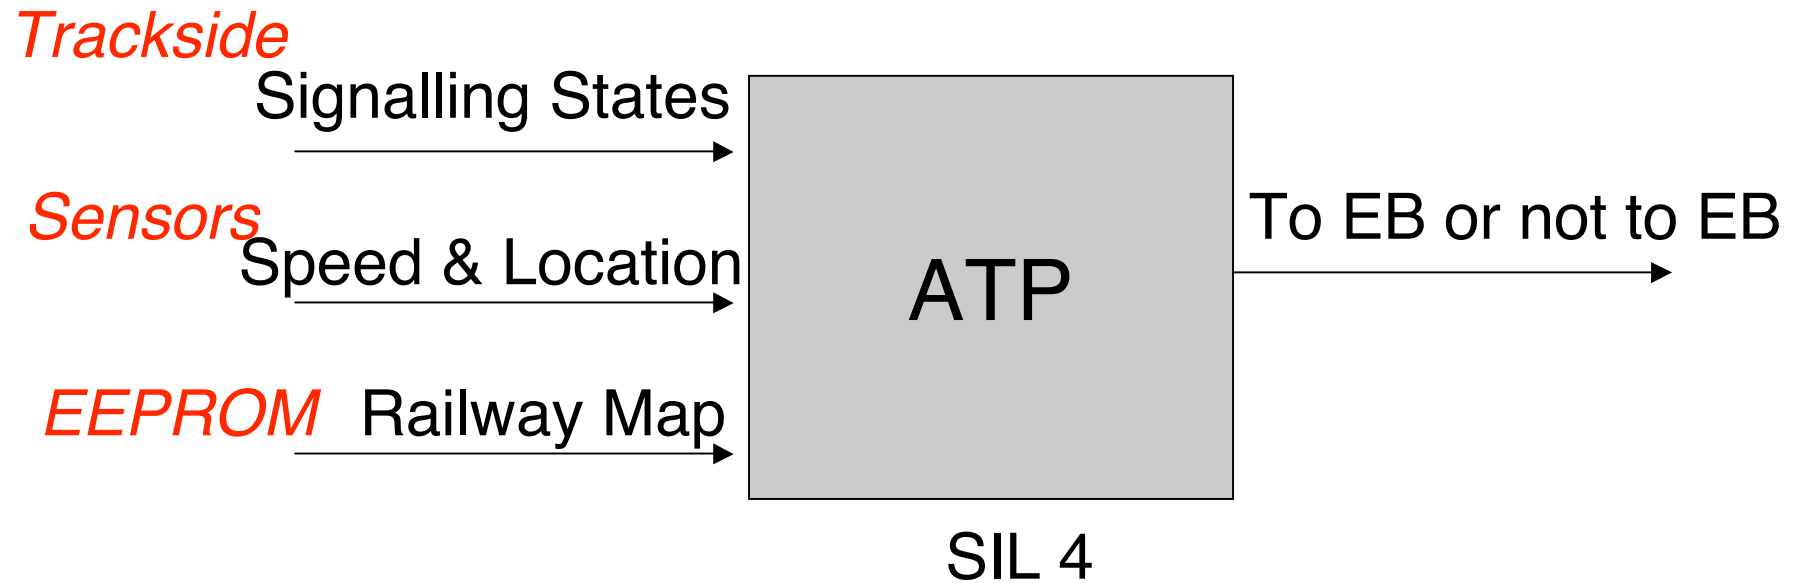 Trackside
Signalling States
Sensors
Speed & Location
EEPROM Railway Map
ATP
To EB or not to EB
SIL 4